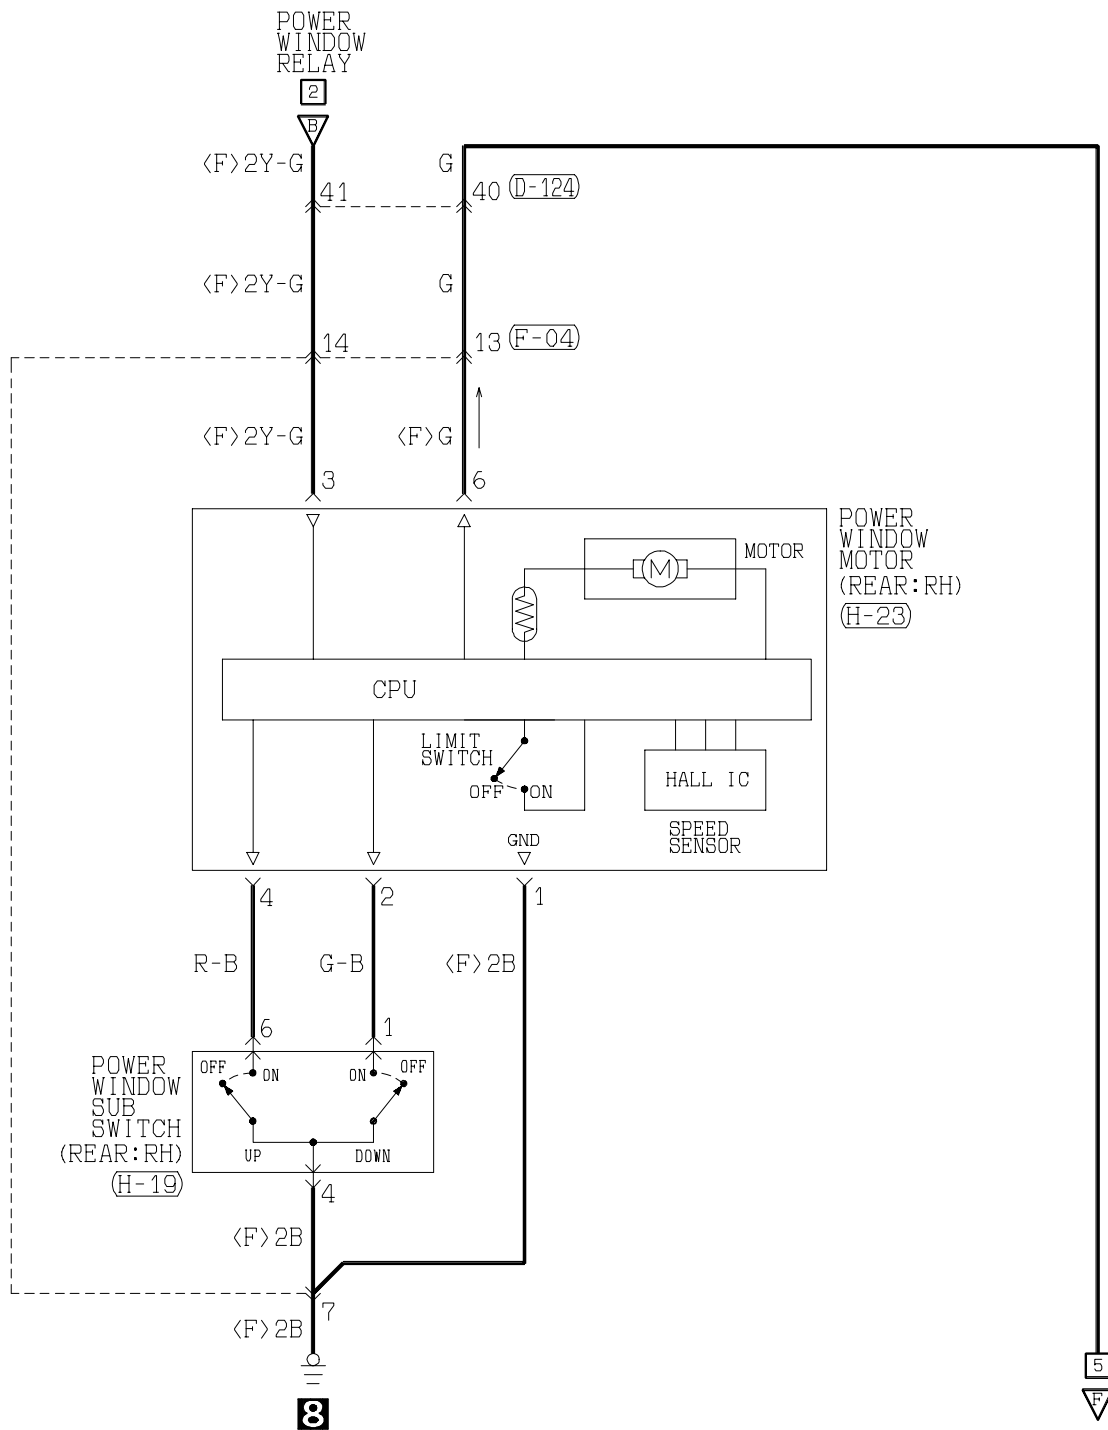 POWER
WINDOW
RELAY
2
B
<F>2Y-G
G
41
40
D-124
<F>2Y-G
G
14
13
F-04
<F>2Y-G
<F>G
3
6
POWER
WINDOW
MOTOR
(REAR:RH)
H-23
MOTOR
M
CPU
LIMIT
SWITCH
OFF
ON
HALL IC
SPEED
SENSOR
GND
4
2
1
R-B
G-B
<F>2B
6
1
POWER
WINDOW
SUB
SWITCH
(REAR:RH)
H-19
OFF
ON
ON
OFF
UP
DOWN
4
<F>2B
7
<F>2B
8
5
F